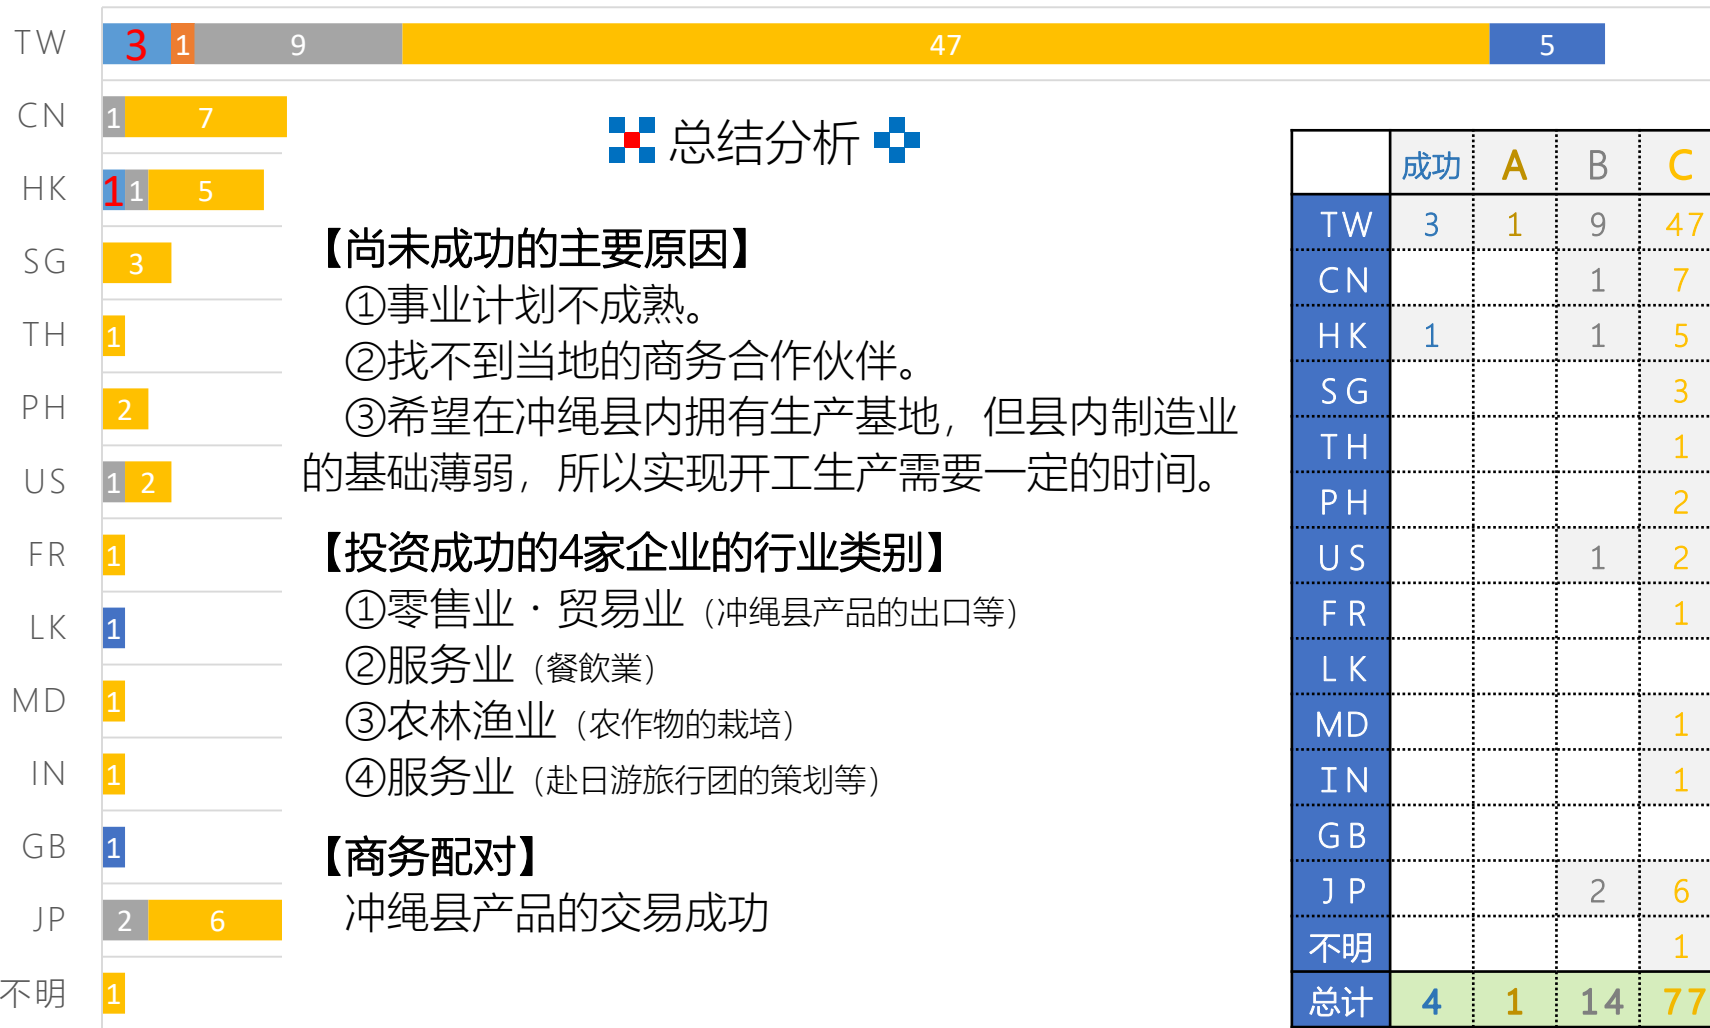 TW 3 1 9 47 5
CN 1 7
HK 1 1 5
SG 3
TH 1
PH 2
US 1 2
FR 1
LK 1
MD 1
IN 1
GB 1
JP 2 6
不明 1
总结分析
【尚未成功的主要原因】
①事业计划不成熟。
②找不到当地的商务合作伙伴。
③希望在冲绳县内拥有生产基地，但县内制造业
的基础薄弱，所以实现开工生产需要一定的时间。
【投资成功的4家企业的行业类别】
①零售业・贸易业（冲绳县产品的出口等）
②服务业（餐飲業）
③农林渔业（农作物的栽培）
④服务业（赴日游旅行团的策划等）
【商务配对】
冲绳县产品的交易成功
成功 A B C
TW 3 1 9 47
CN 1 7
HK 1 1 5
SG 3
TH 1
PH 2
US 1 2
FR 1
LK
MD 1
IN 1
GB
JP 2 6
不明 1
总计 4 1 14 77